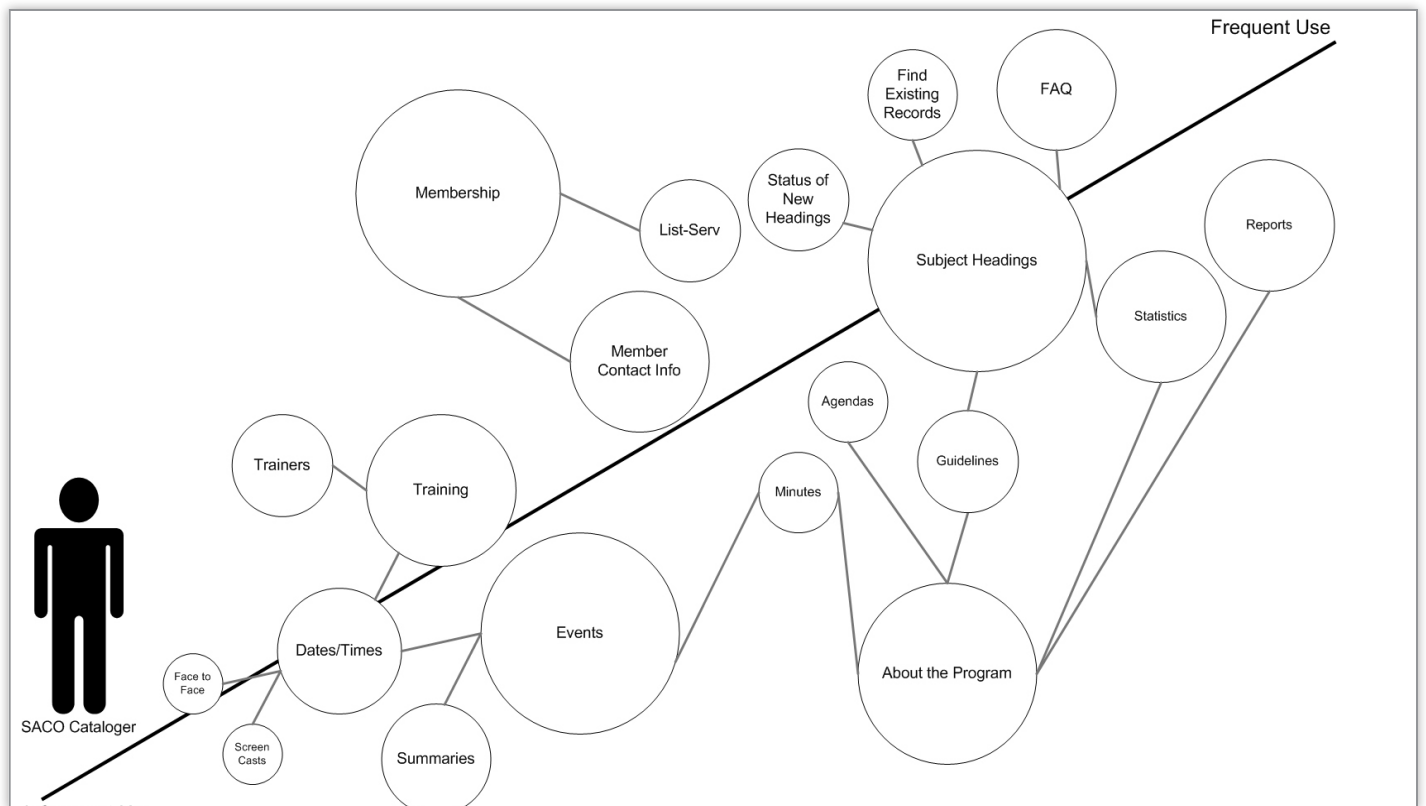 Frequent Use
Find
Existing
Records
FAQ
Membership
Status of
New
Headings
List-Serv
Reports
Subject Headings
Statistics
Member
Contact Info
Agendas
Trainers
Training
Guidelines
Minutes
Events
Dates/Times
About the Program
Face to
Face
SACO Cataloger
Screen
Casts
Summaries